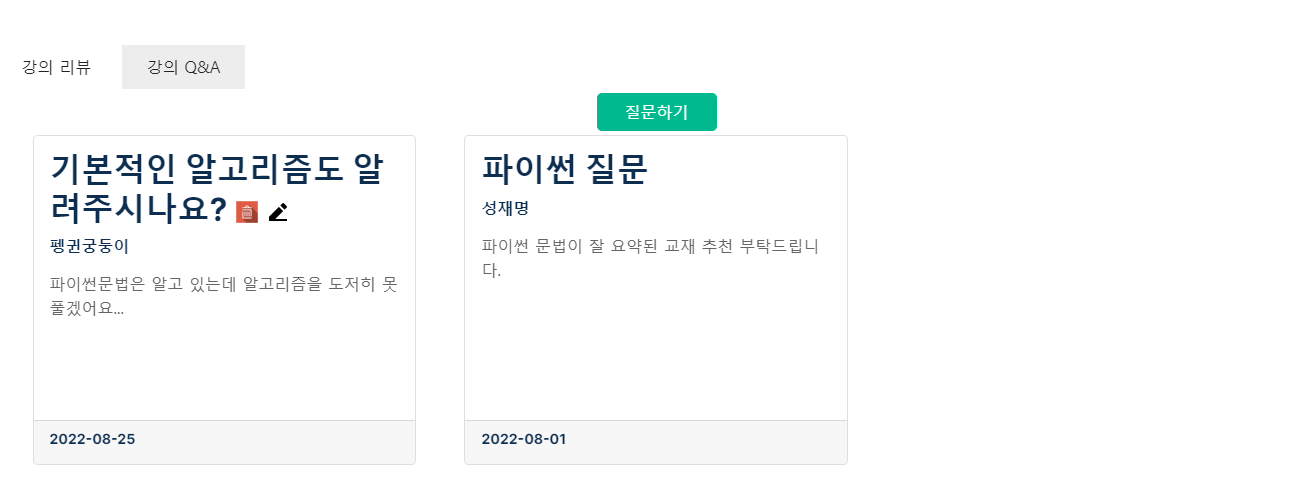 강의 리뷰
강의 Q&A
질문하기
기본적인 알고리즘도 알
려주시나요?
펭귄궁둥이
파이썬문법은 알고 있는데 알고리즘을 도저히 못
풀겠어요...
2022-08-25
파이썬 질문
성재명
파이썬 문법이 잘 요약된 교재 추천 부탁드립니
다.
2022-08-01